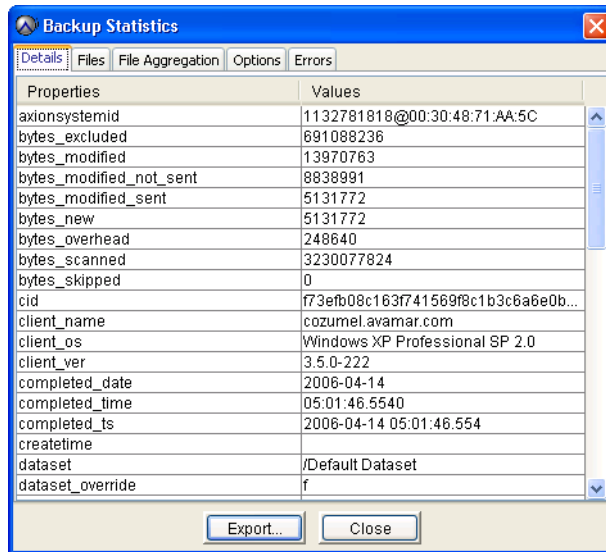 Backup Statistics
Details Files File Aggregation Options Errors
Properties Values
axionsystemid 1132781818@00:30:48:71:AA:5C
bytes_excluded 691088236
bytes_modified 13970763
bytes_modified_not_sent 8838991
bytes_modified_sent 5131772
bytes_new 5131772
bytes_overhead 248640
bytes_scanned 3230077824
bytes_skipped 0
cid f73efb08c163f741569f8c1b3c6a6e0b...
client_name cozumel.avamar.com
client_os Windows XP Professional SP 2.0
client_ver 3.5.0-222
completed_date 2006-04-14
completed_time 05:01:46.5540
completed_ts 2006-04-14 05:01:46.554
createtime
dataset /Default Dataset
dataset_override f
Export... Close